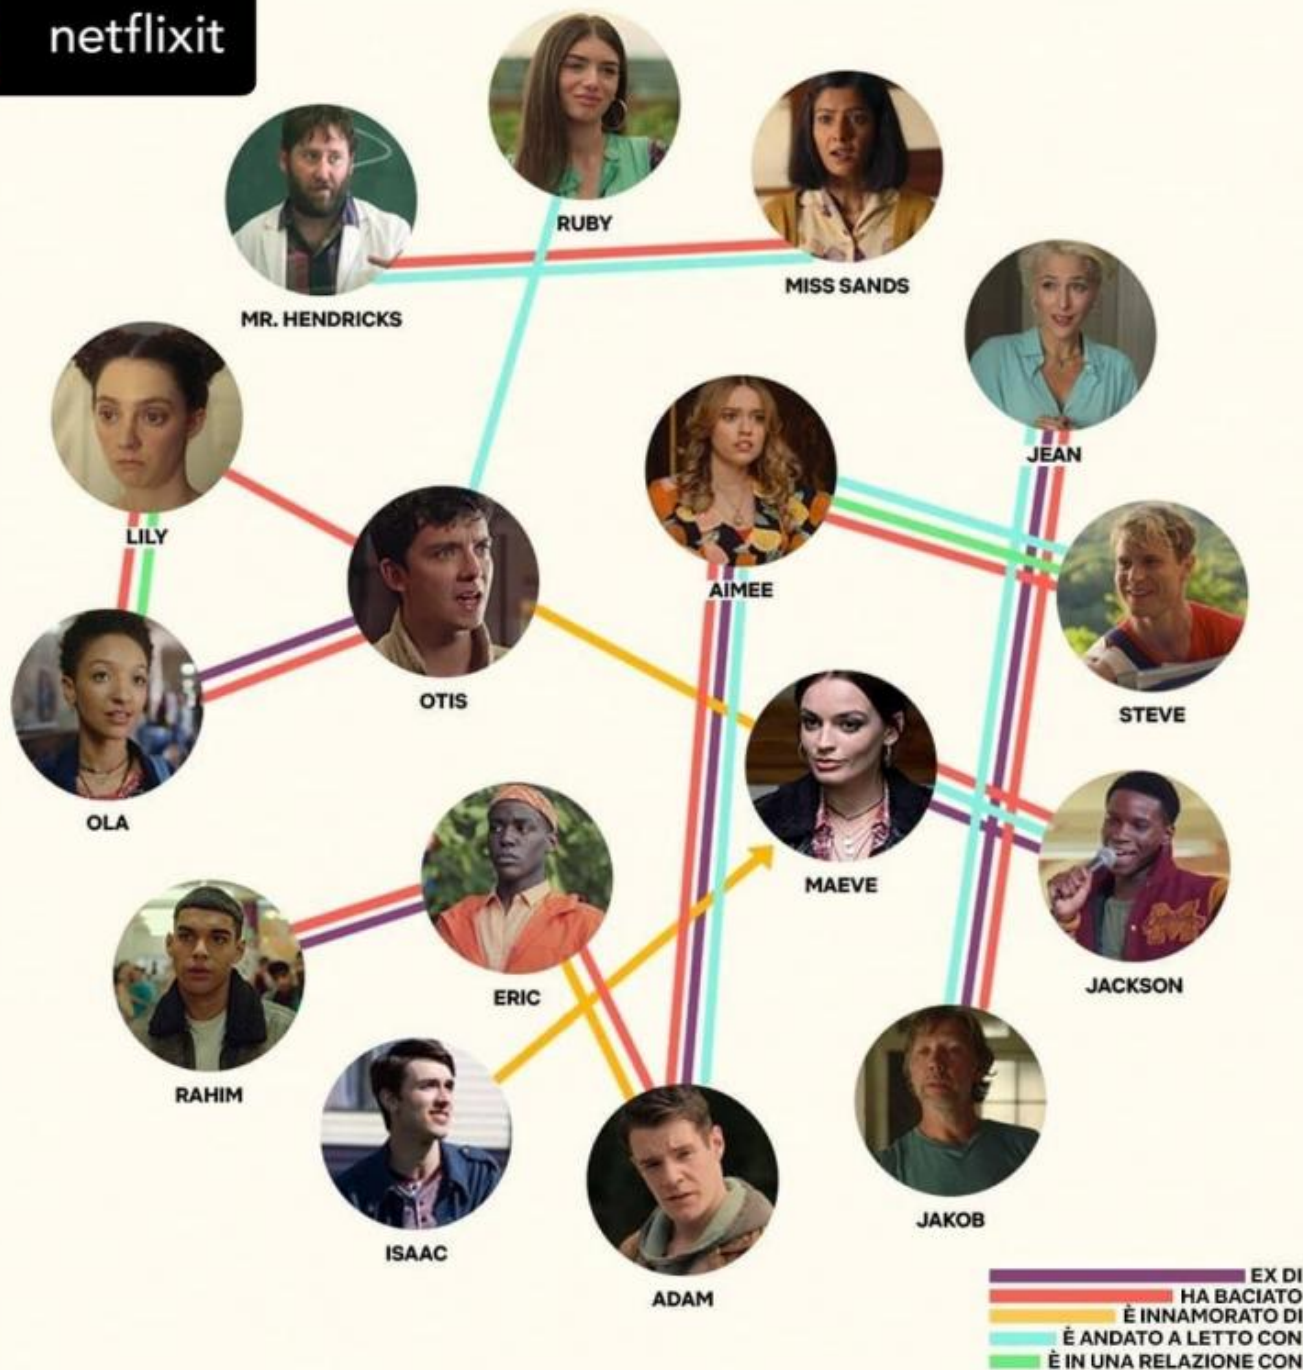 netflixit
RUBY
MISS SANDS
MR. HENDRICKS
JEAN
LILY
AIMEE
OTIS
STEVE
OLA
MAEVE
ERIC
JACKSON
RAHIM
ISAAC
JAKOB
ADAM
EX DI
HA BACIATO
È INNAMORATO DI
È ANDATO A LETTO CON
È IN UNA RELAZIONE CON